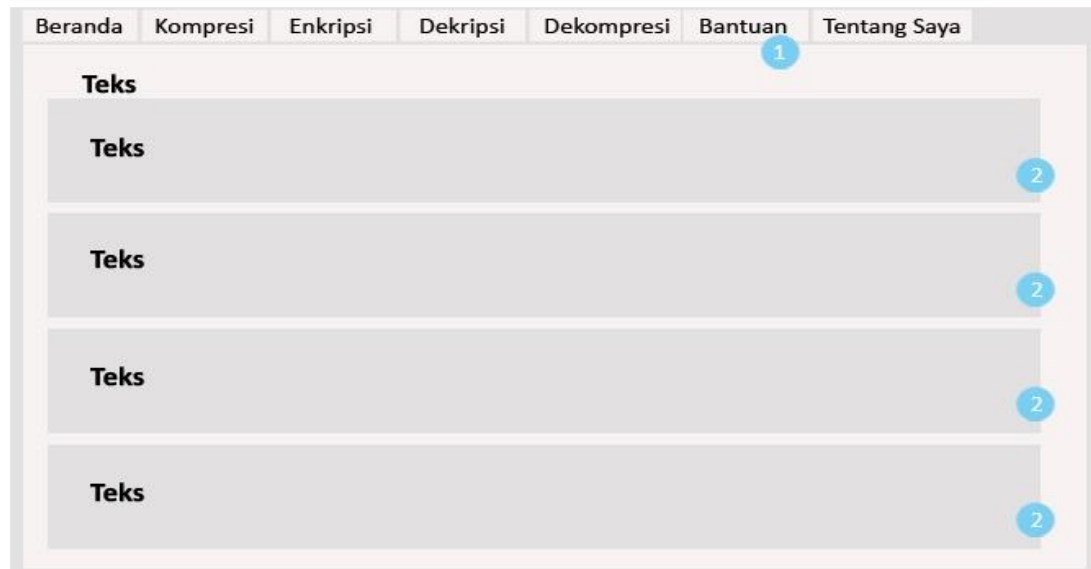 Beranda Kompresi Enkripsi Dekripsi Dekompresi Bantuan Tentang Saya
1
Teks
Teks
2
Teks
2
Teks
2
Teks
2